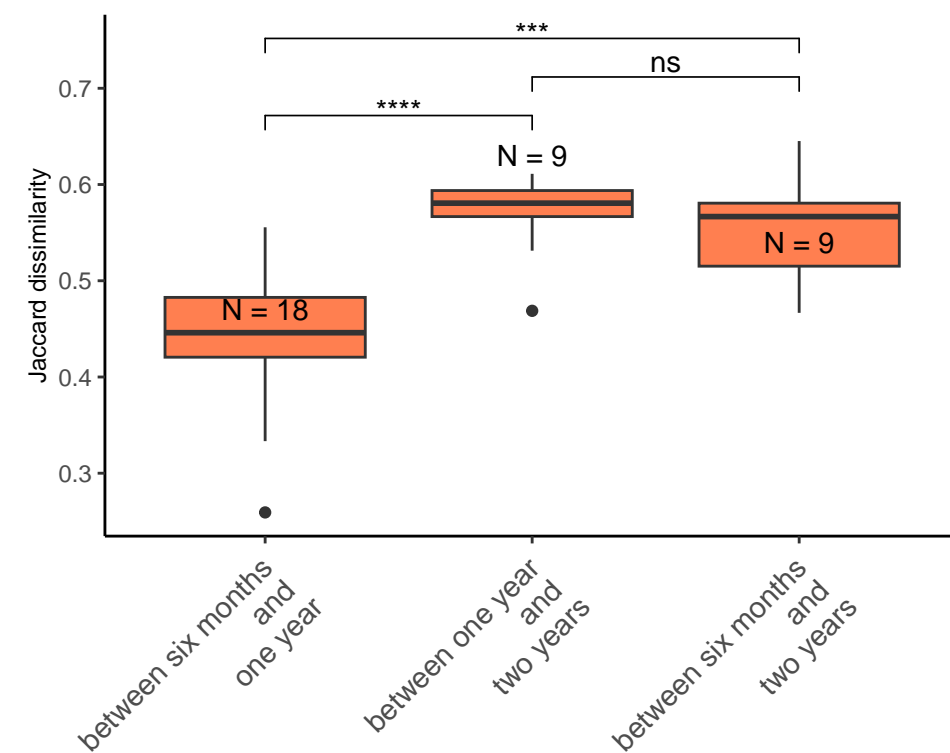 ***
ns
****
0.7
N = 9
0.6
N = 9
0.5
N = 18
0.4
0.3
Jaccard dissimilarity
between six months
and
one year
between one year
and
two years
between six months
and
two years